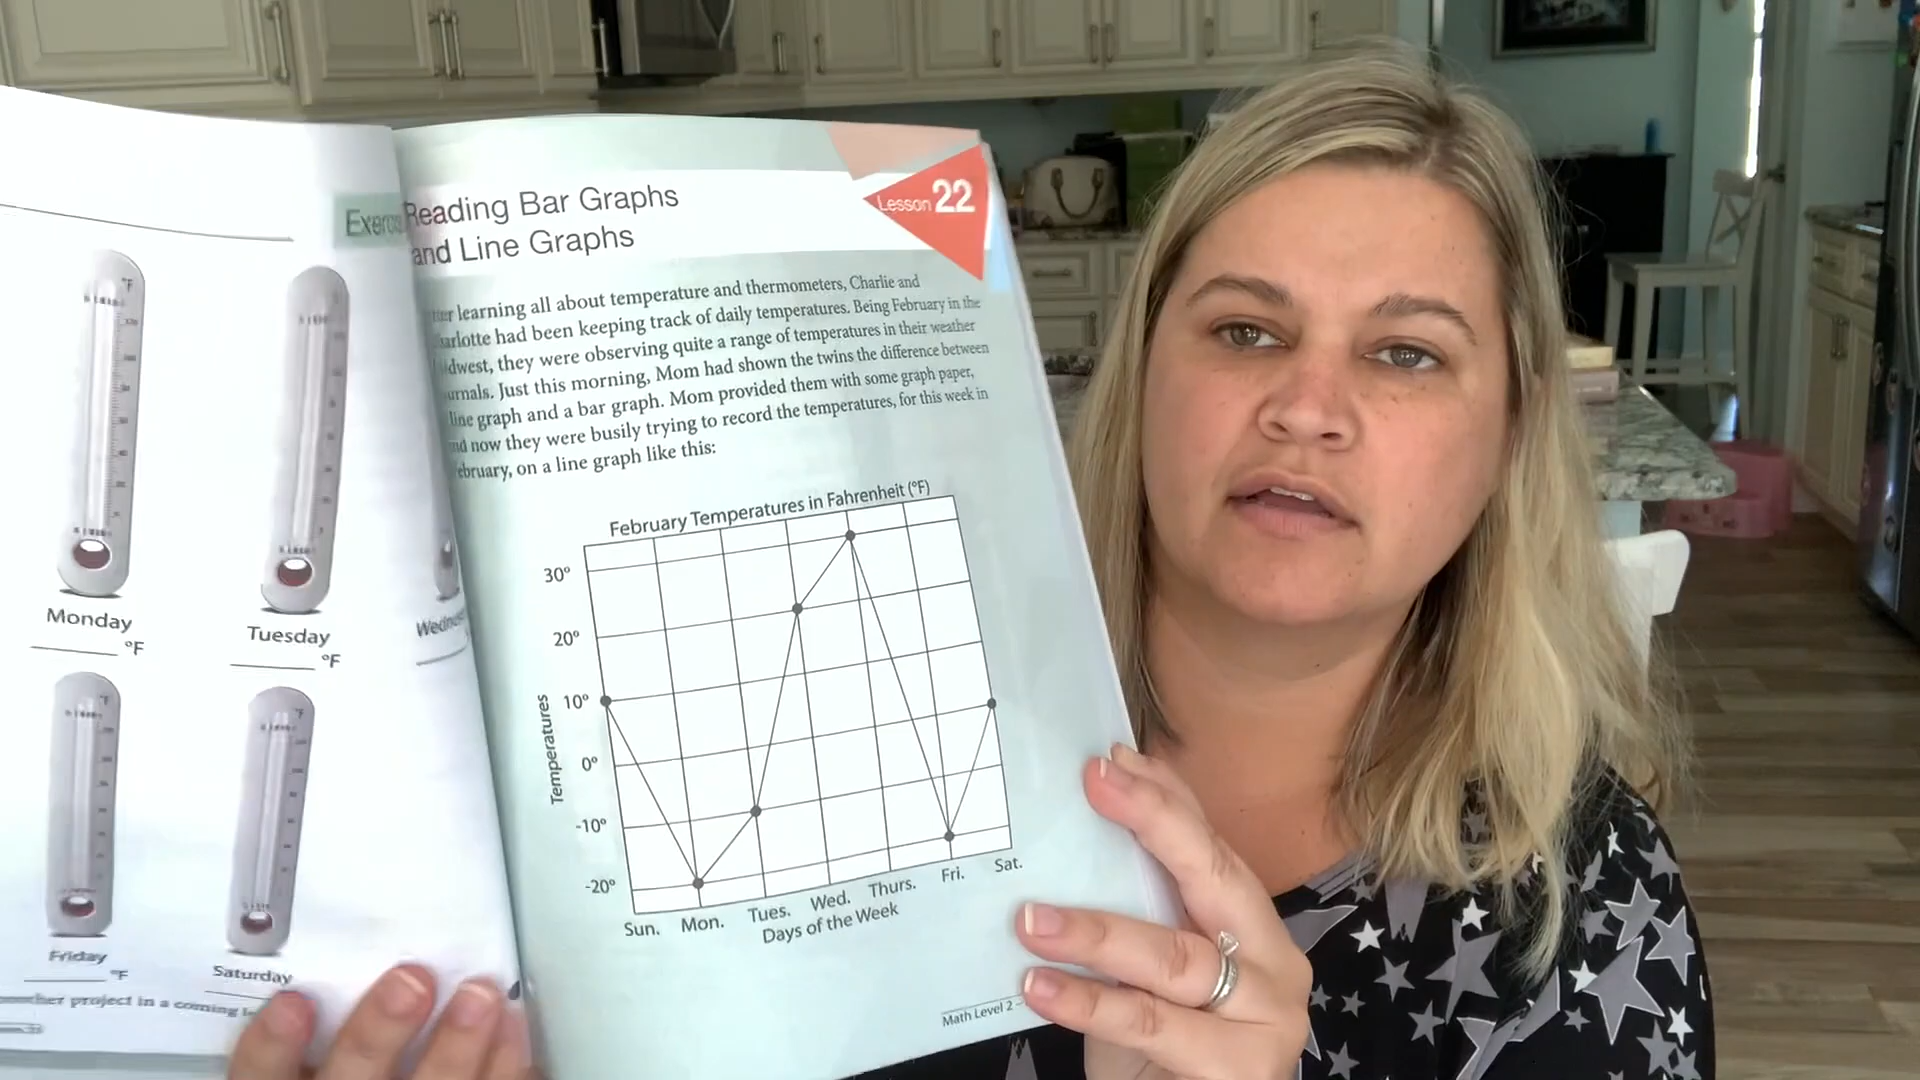 Monday
°F
Tuesday
°F
Friday
°F
Saturday
project in a coming
Reading Bar Graphs
and Line Graphs
Lesson 22
learning all about temperature and thermometers, Charlie and
had been keeping track of daily temperatures. Being February in the
they were observing quite a range of temperatures in their weather
Just this morning, Mom had shown the twins the difference between
line graph and a bar graph. Mom provided them with some graph paper,
now they were busily trying to record the temperatures, for this week in
on a line graph like this:
February Temperatures in Fahrenheit (°F)
30°
20°
10°
0°
-10°
-20°
Temperatures
Sun. Mon. Tues. Wed. Thurs. Fri. Sat.
Days of the Week
Math Level 2